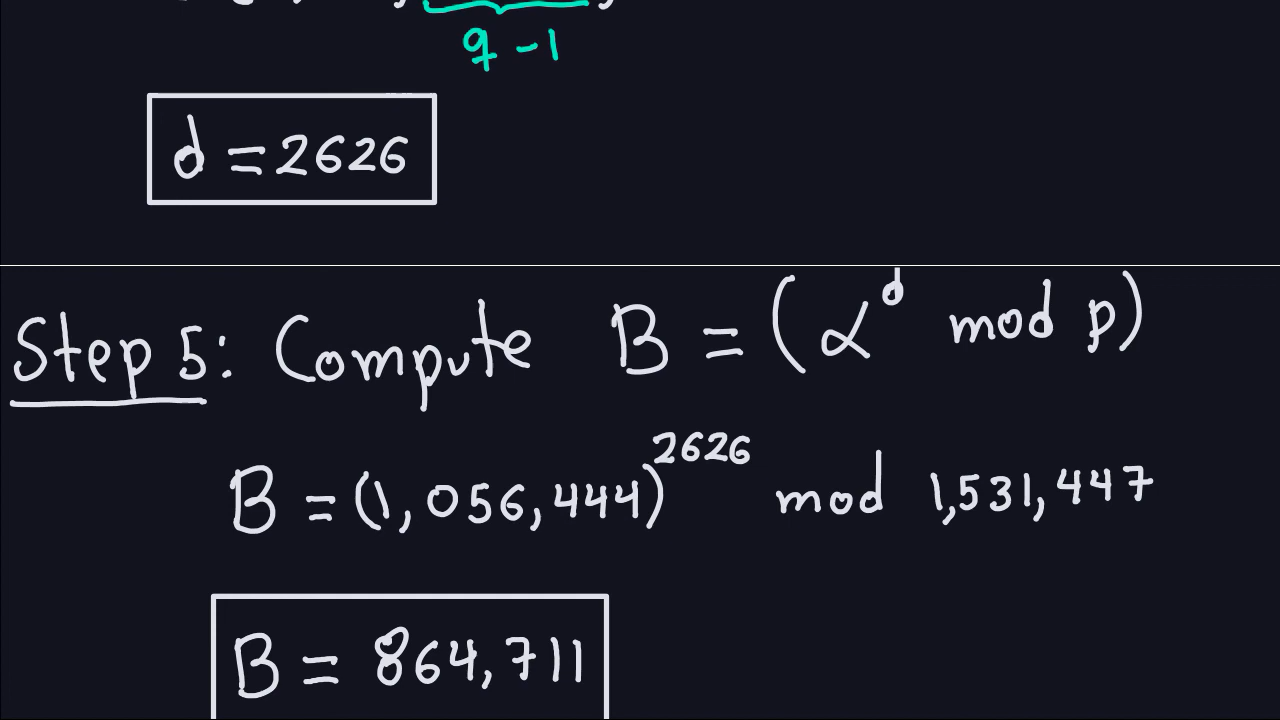 q - 1
d = 2626
Step 5: Compute B = (α^d mod p)
B = (1,056,444)^2626 mod 1,531,447
B = 864,711